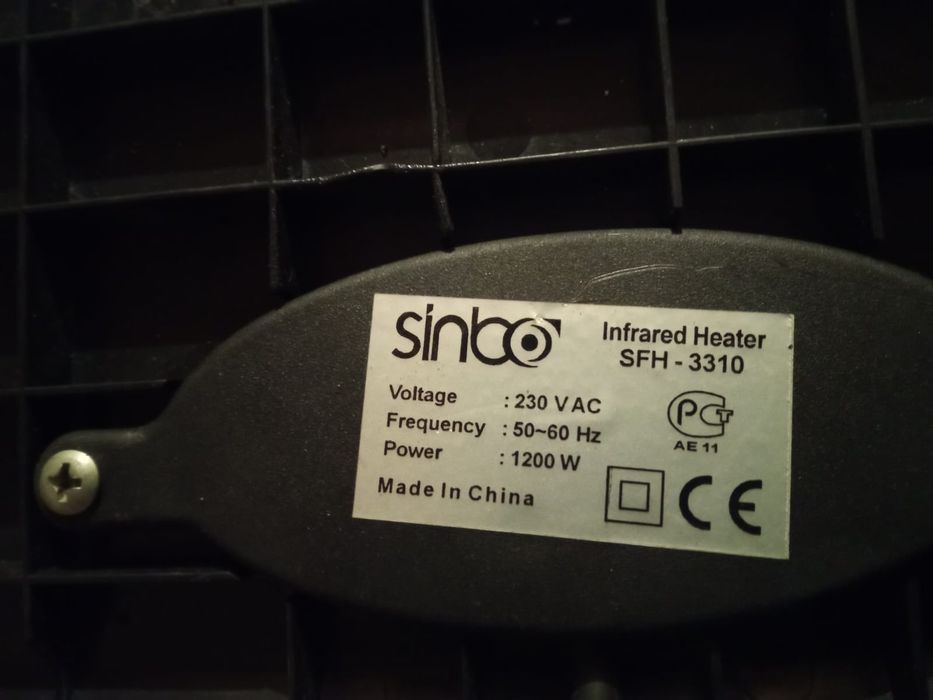 sinbo
Infrared Heater
SFH - 3310
Voltage : 230 V AC
Frequency : 50~60 Hz
Power : 1200 W
Made In China
PCT
AE 11
CE